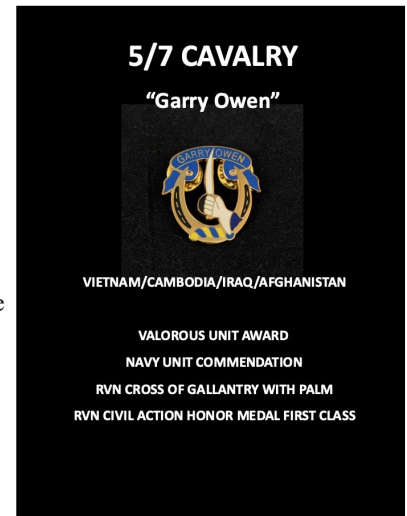 5/7 CAVALRY
“Garry Owen”
GARRY OWEN
VIETNAM/CAMBODIA/IRAQ/AFGHANISTAN
VALOROUS UNIT AWARD
NAVY UNIT COMMENDATION
RVN CROSS OF GALLANTRY WITH PALM
RVN CIVIL ACTION HONOR MEDAL FIRST CLASS